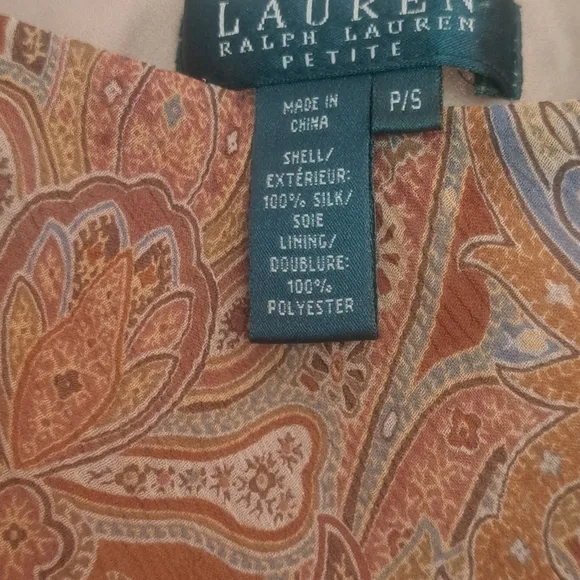 LAUREN
RALPH LAUREN
PETITE
P/S
MADE IN
CHINA
SHELL/
EXTÉRIEUR:
100% SILK/
SOIE
LINING/
DOUBLURE:
100%
POLYESTER